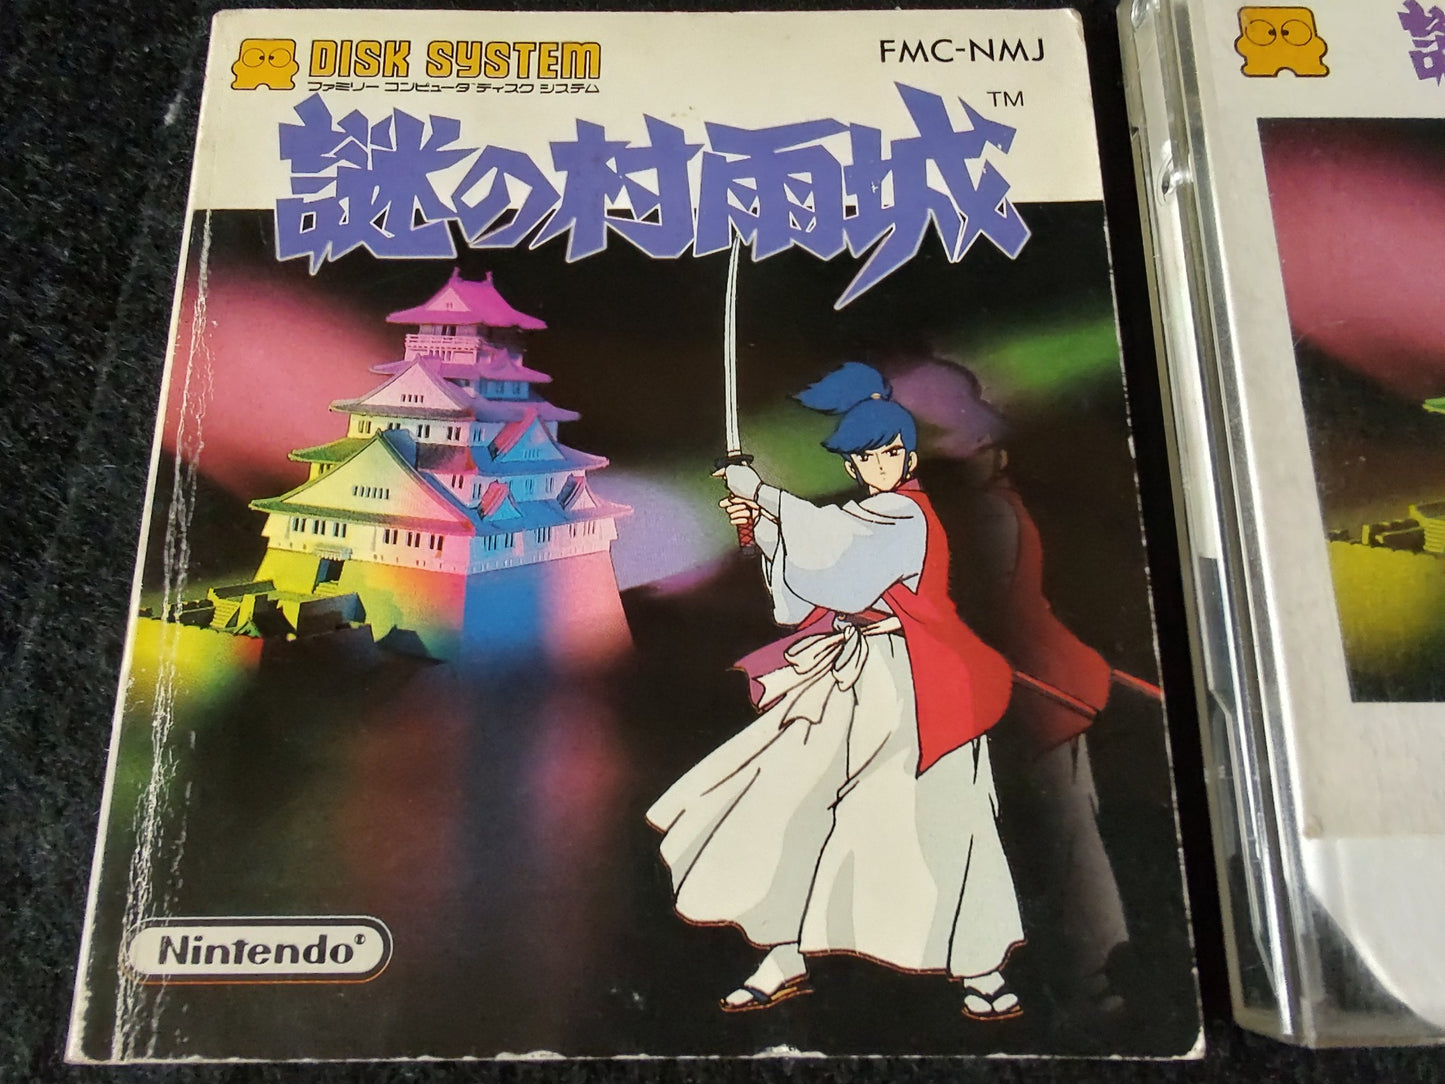 DISK SYSTEM
FMC-NMJ
ファミリー コンピュータ ディスク システム
謎の村雨城
TM
Nintendo®
謎